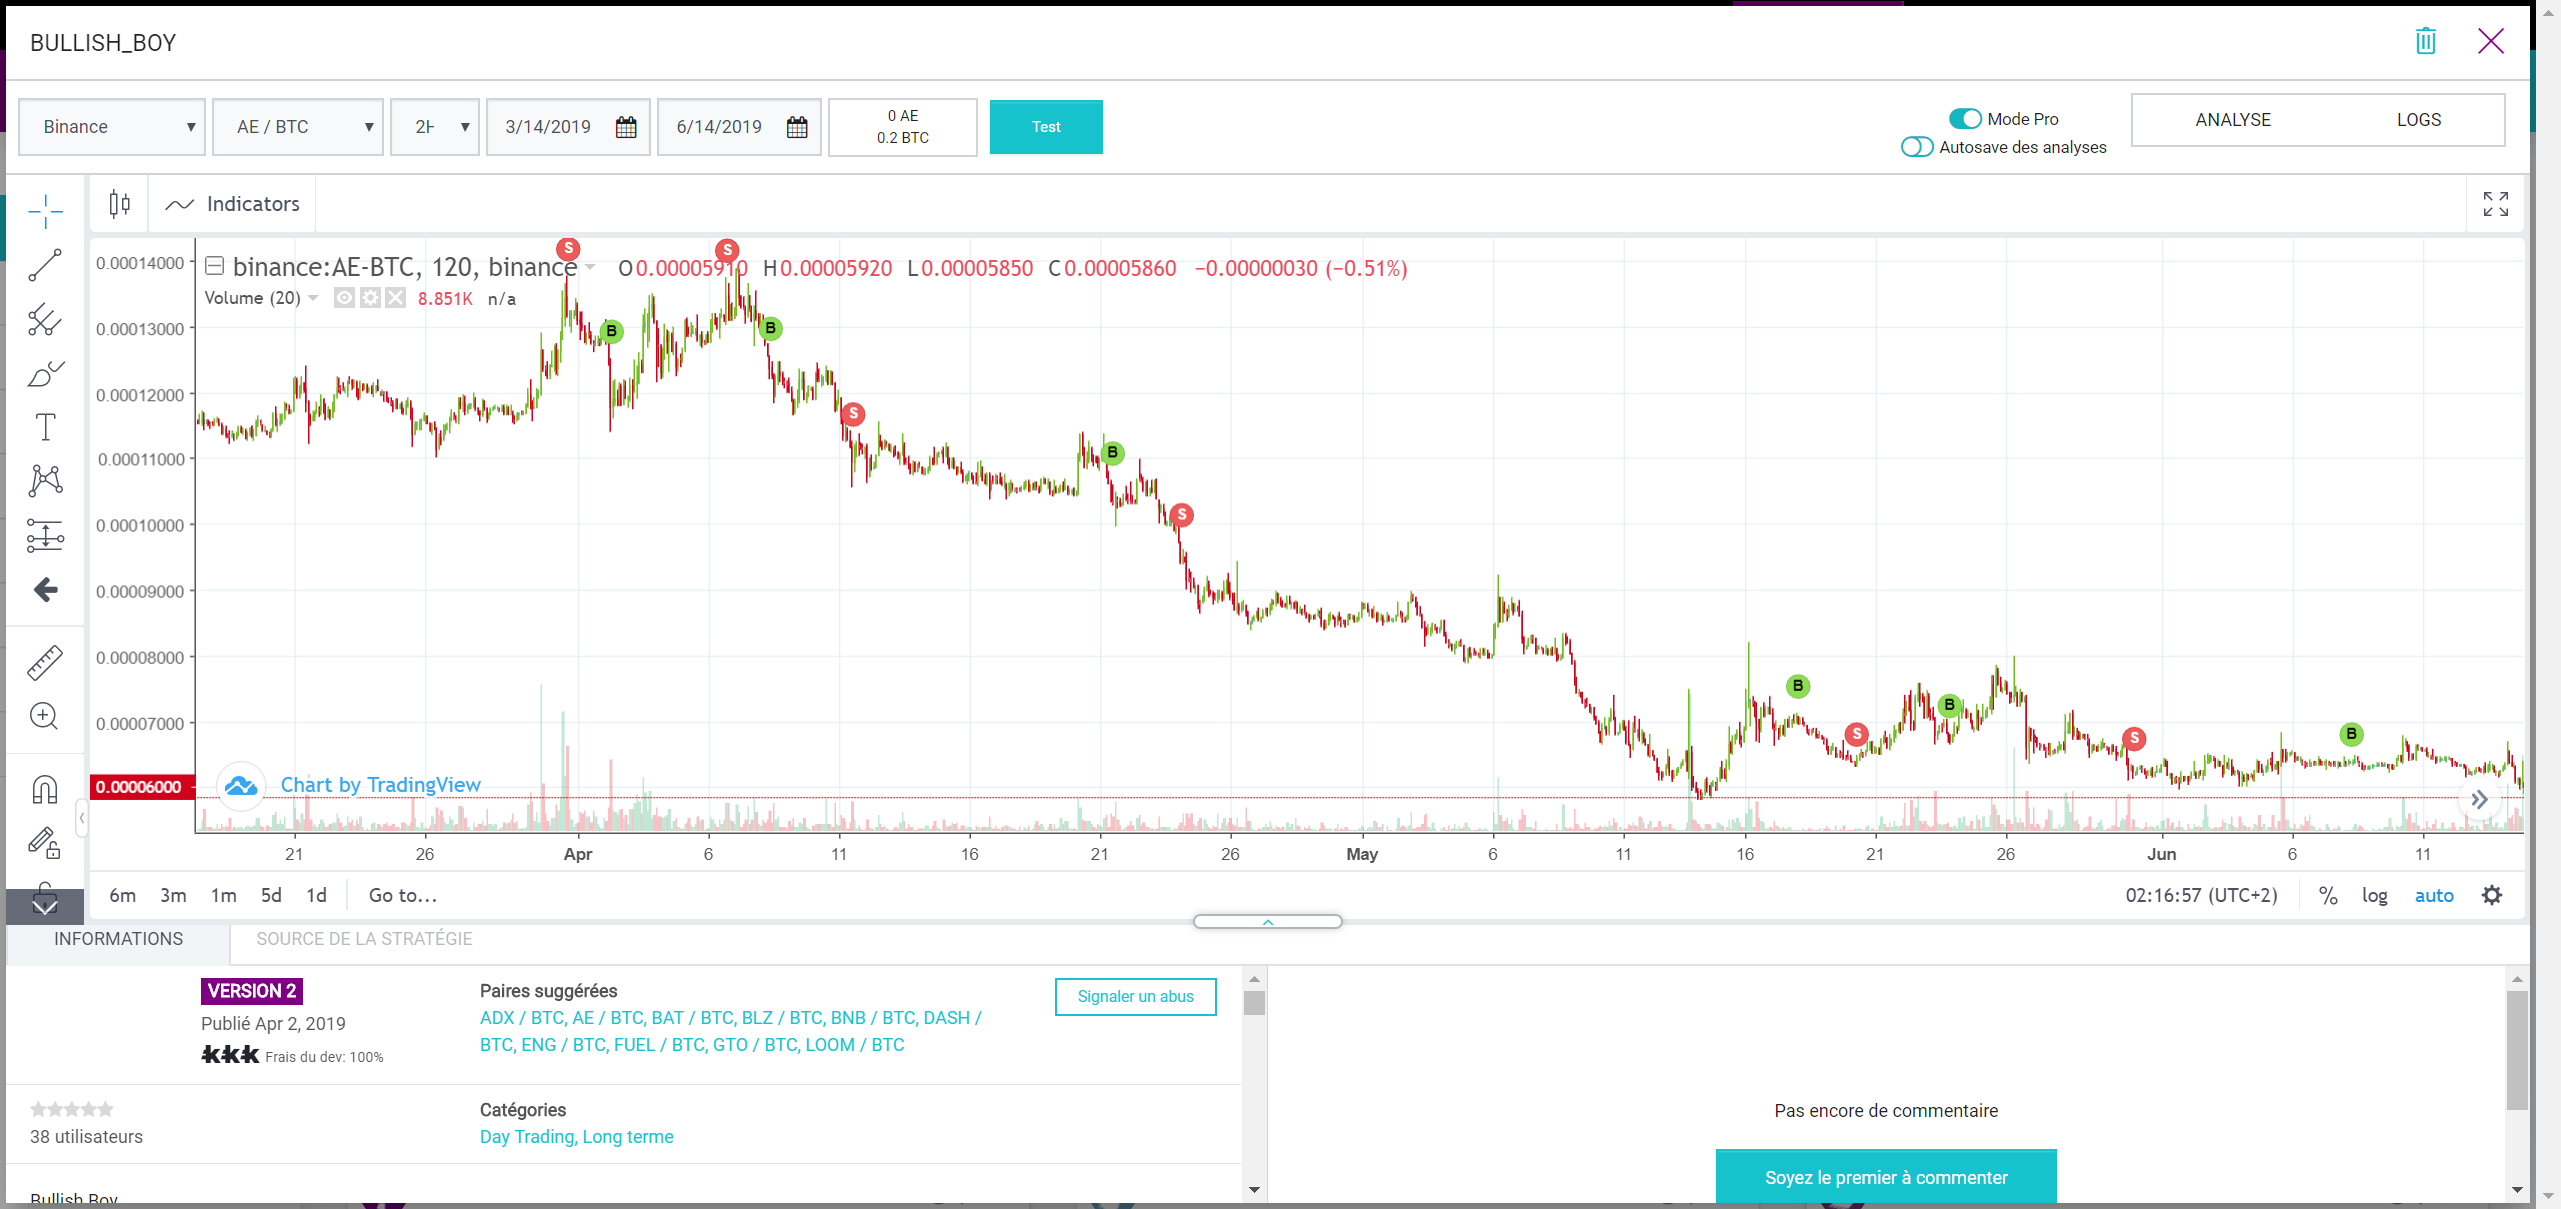 BULLISH_BOY
Binance
AE / BTC
2H
3/14/2019
6/14/2019
0 AE
0.2 BTC
Test
Mode Pro
Autosave des analyses
ANALYSE
LOGS
Indicators
binance:AE-BTC, 120, binance O0.00005910 H0.00005920 L0.00005850 C0.00005860 −0.00000030 (−0.51%)
Volume (20) 8.851K n/a
0.00014000
0.00013000
0.00012000
0.00011000
0.00010000
0.00009000
0.00008000
0.00007000
0.00006000
S
S
B
B
S
B
S
B
B
S
S
B
Chart by TradingView
21 26 Apr 6 11 16 21 26 May 6 11 16 21 26 Jun 6 11
6m 3m 1m 5d 1d Go to...
02:16:57 (UTC+2) % log auto
INFORMATIONS
SOURCE DE LA STRATÉGIE
VERSION 2
Publié Apr 2, 2019
Frais du dev: 100%
Paires suggérées
ADX / BTC, AE / BTC, BAT / BTC, BLZ / BTC, BNB / BTC, DASH /
BTC, ENG / BTC, FUEL / BTC, GTO / BTC, LOOM / BTC
Signaler un abus
38 utilisateurs
Catégories
Day Trading, Long terme
Bullish Boy
Pas encore de commentaire
Soyez le premier à commenter